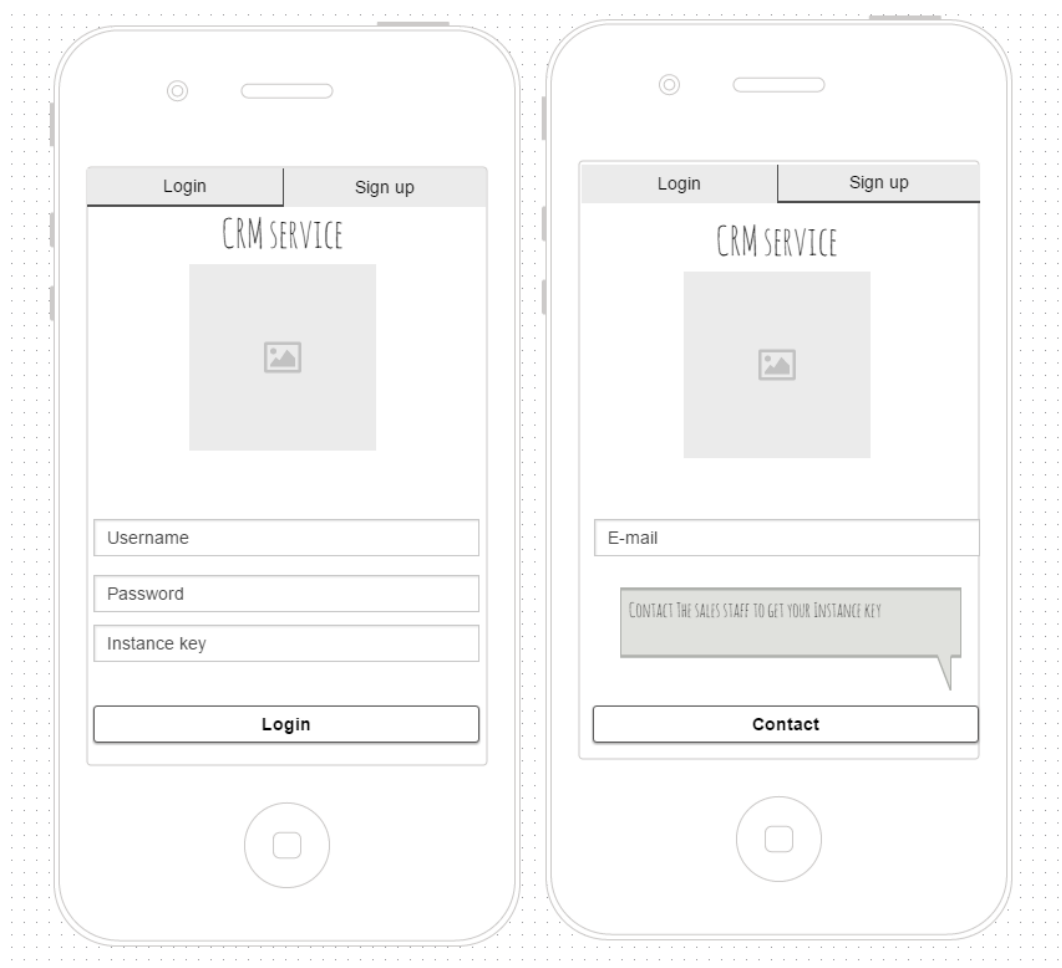 Login
Sign up
CRM SERVICE
Username
Password
Instance key
Login
Login
Sign up
CRM SERVICE
E-mail
CONTACT THE SALES STAFF TO GET YOUR INSTANCE KEY
Contact